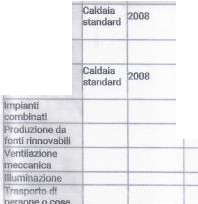 Caldaia 2008
standard
Caldaia 2008
standard
Impianti
combinati
Produzione da
fonti rinnovabili
Ventilazione
meccanica
Illuminazione
Trasporto di
persone o cose